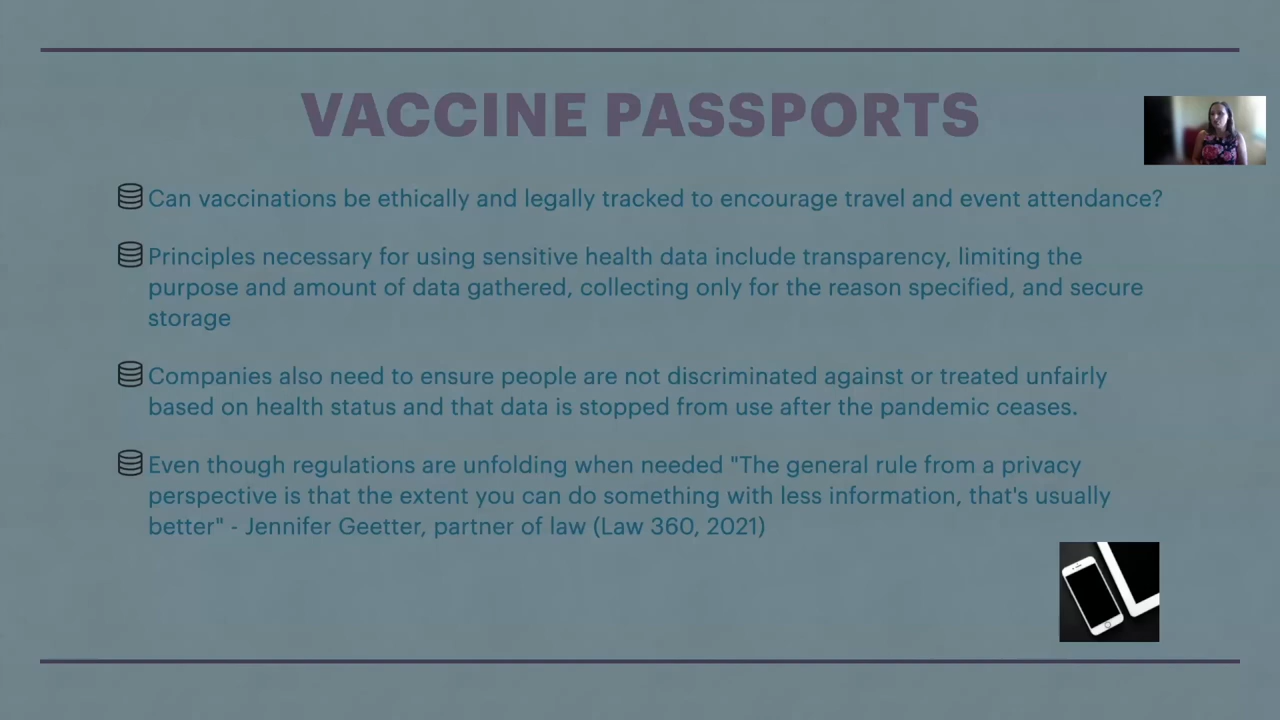 VACCINE PASSPORTS
Can vaccinations be ethically and legally tracked to encourage travel and event attendance?
Principles necessary for using sensitive health data include transparency, limiting the
purpose and amount of data gathered, collecting only for the reason specified, and secure
storage
Companies also need to ensure people are not discriminated against or treated unfairly
based on health status and that data is stopped from use after the pandemic ceases.
Even though regulations are unfolding when needed "The general rule from a privacy
perspective is that the extent you can do something with less information, that's usually
better" - Jennifer Geetter, partner of law (Law 360, 2021)